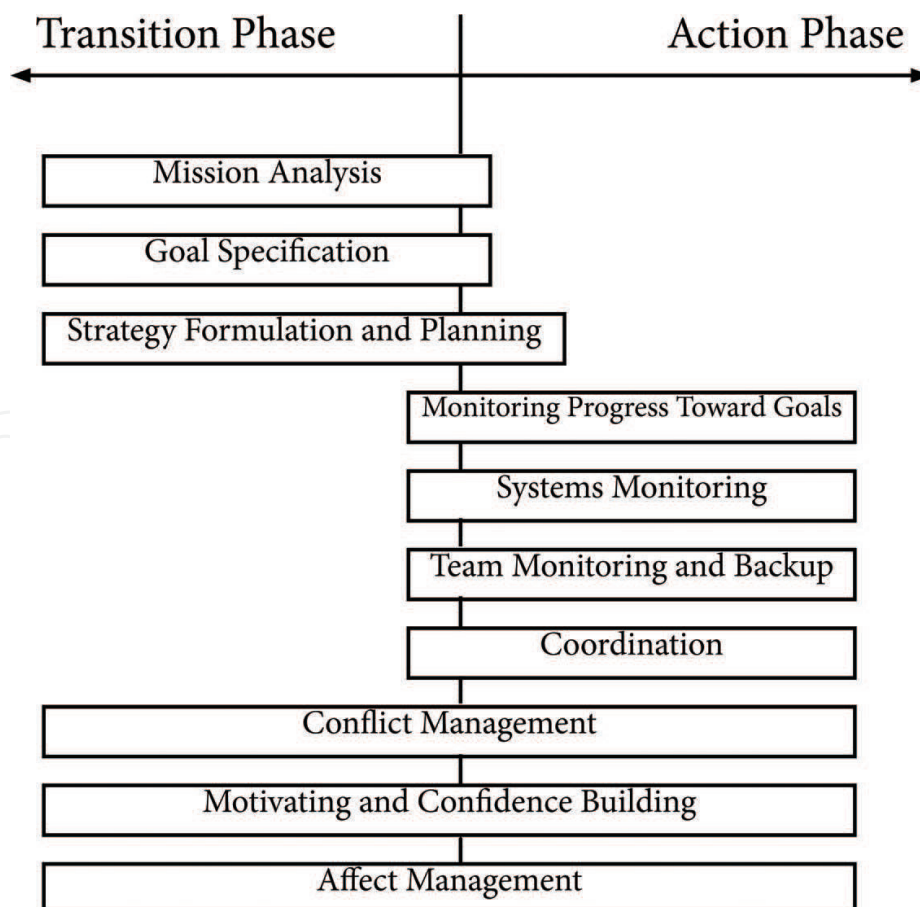 Transition Phase
Action Phase
Mission Analysis
Goal Specification
Strategy Formulation and Planning
Monitoring Progress Toward Goals
Systems Monitoring
Team Monitoring and Backup
Coordination
Conflict Management
Motivating and Confidence Building
Affect Management